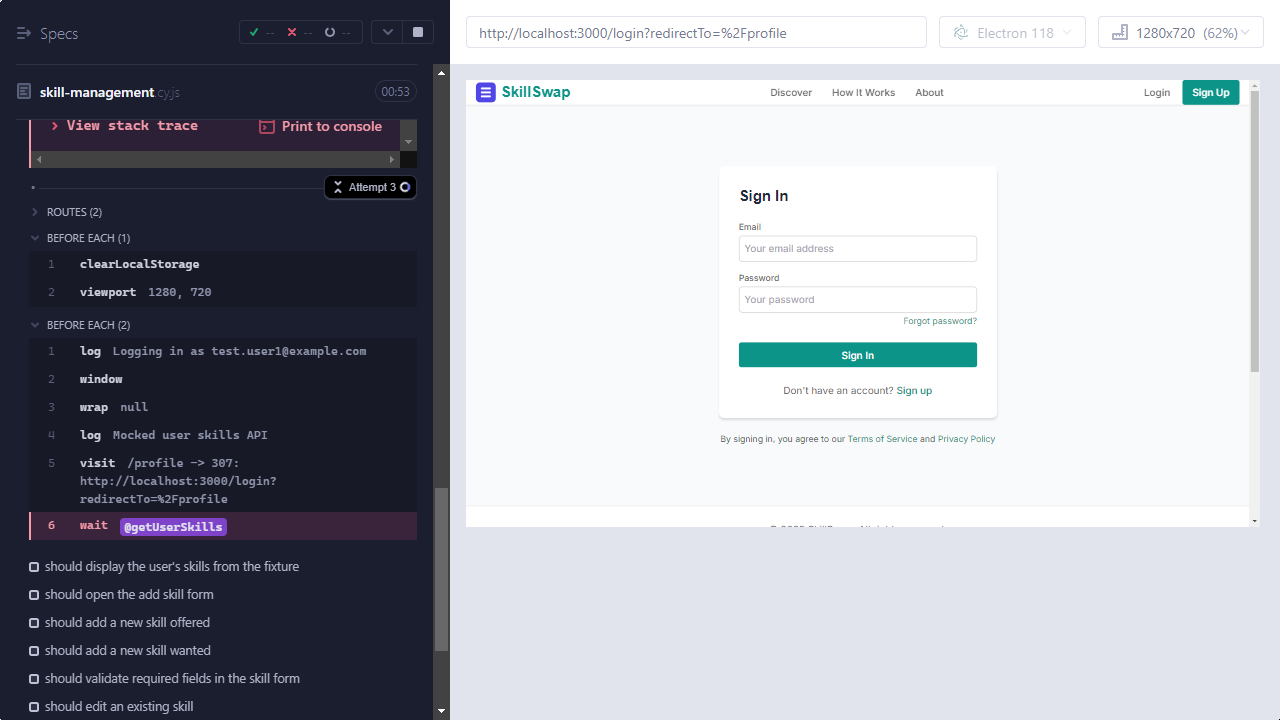 Specs
-- -- --
skill-management.cy.js
00:53
View stack trace
Print to console
Attempt 3
ROUTES (2)
BEFORE EACH (1)
1 clearLocalStorage
2 viewport 1280, 720
BEFORE EACH (2)
1 log Logging in as test.user1@example.com
2 window
3 wrap null
4 log Mocked user skills API
5 visit /profile -> 307:
http://localhost:3000/login?
redirectTo=%2Fprofile
6 wait @getUserSkills
should display the user's skills from the fixture
should open the add skill form
should add a new skill offered
should add a new skill wanted
should validate required fields in the skill form
should edit an existing skill
http://localhost:3000/login?redirectTo=%2Fprofile
Electron 118
1280x720 (62%)
SkillSwap
Discover How It Works About
Login Sign Up
Sign In
Email
Your email address
Password
Your password
Forgot password?
Sign In
Don't have an account? Sign up
By signing in, you agree to our Terms of Service and Privacy Policy